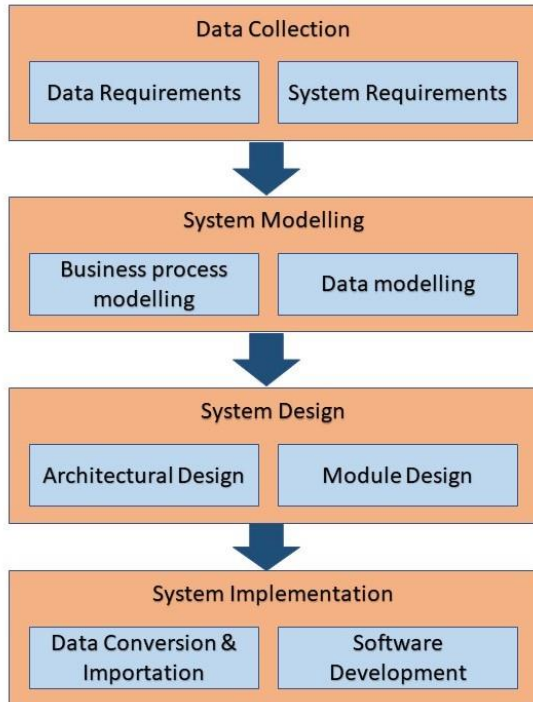 Data Collection
Data Requirements
System Requirements
System Modelling
Business process
modelling
Data modelling
System Design
Architectural Design
Module Design
System Implementation
Data Conversion &
Importation
Software
Development